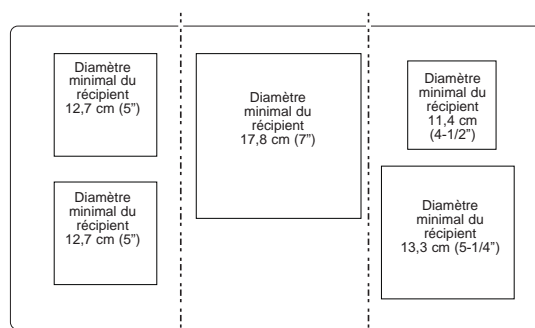 Diamètre
minimal du
récipient
12,7 cm (5”)
Diamètre
minimal du
récipient
12,7 cm (5”)
Diamètre
minimal du
récipient
17,8 cm (7”)
Diamètre
minimal du
récipient
11,4 cm
(4-1/2”)
Diamètre
minimal du
récipient
13,3 cm (5-1/4”)